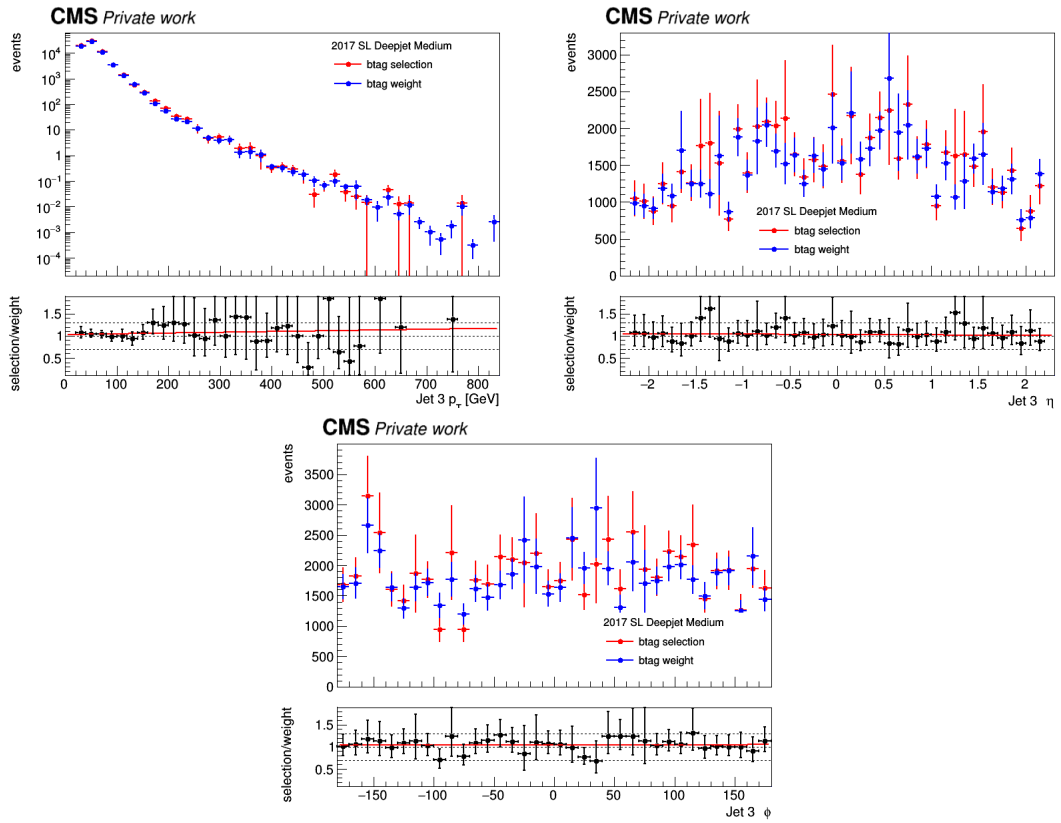 CMS Private work
events
10⁴
10³
10²
10
1
10⁻¹
10⁻²
10⁻³
10⁻⁴
2017 SL Deepjet Medium
btag selection
btag weight
selection/weight
1.5
1
0.5
0 100 200 300 400 500 600 700 800
Jet 3 p_T [GeV]
CMS Private work
events
3000
2500
2000
1500
1000
500
0
2017 SL Deepjet Medium
btag selection
btag weight
selection/weight
1.5
1
0.5
−2 −1.5 −1 −0.5 0 0.5 1 1.5 2
Jet 3 η
CMS Private work
events
3500
3000
2500
2000
1500
1000
500
0
2017 SL Deepjet Medium
btag selection
btag weight
selection/weight
1.5
1
0.5
−150 −100 −50 0 50 100 150
Jet 3 ϕ